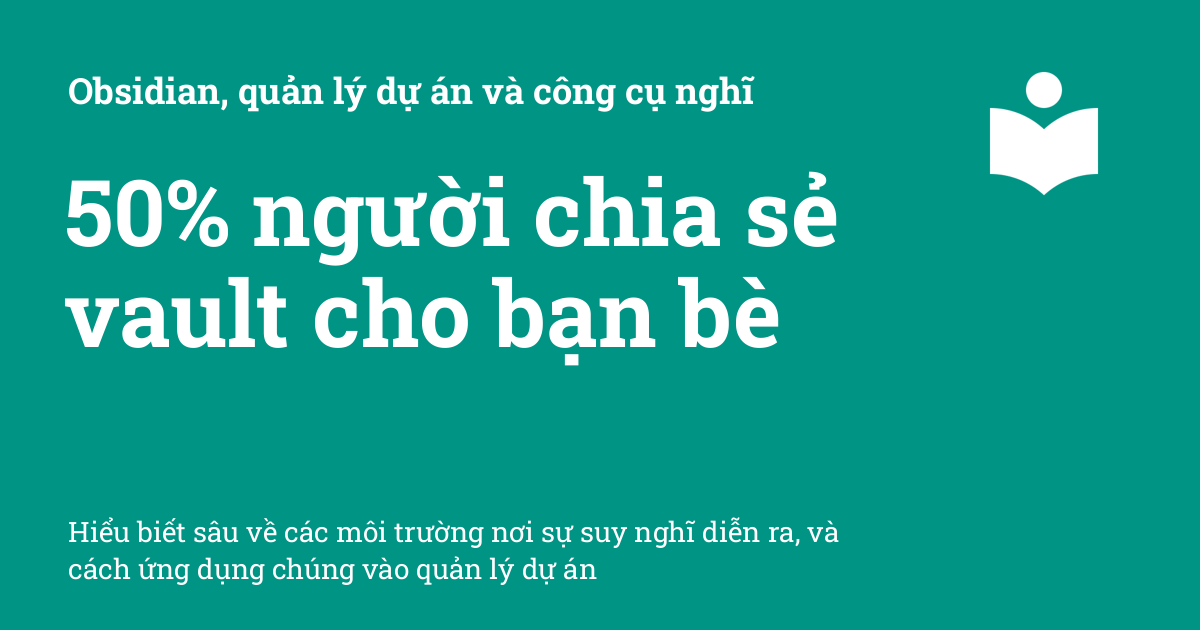 Obsidian, quản lý dự án và công cụ nghĩ
50% người chia sẻ
vault cho bạn bè
Hiểu biết sâu về các môi trường nơi sự suy nghĩ diễn ra, và
cách ứng dụng chúng vào quản lý dự án